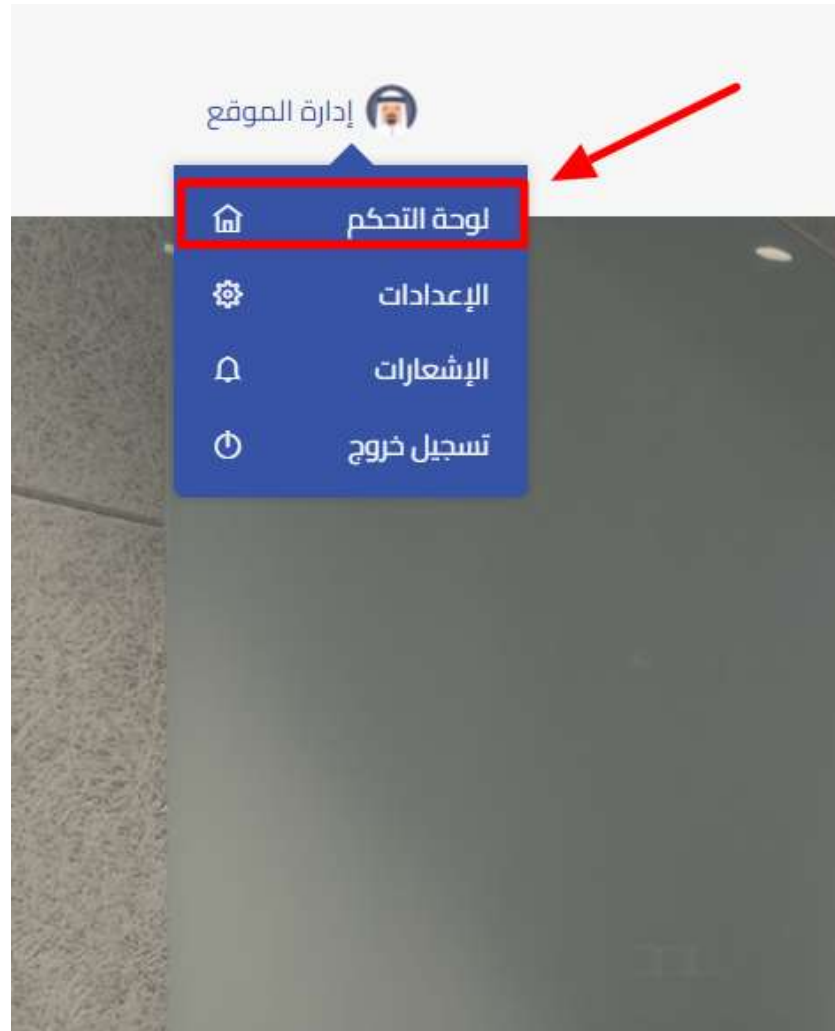 إدارة الموقع
لوحة التحكم
الإعدادات
الإشعارات
تسجيل خروج